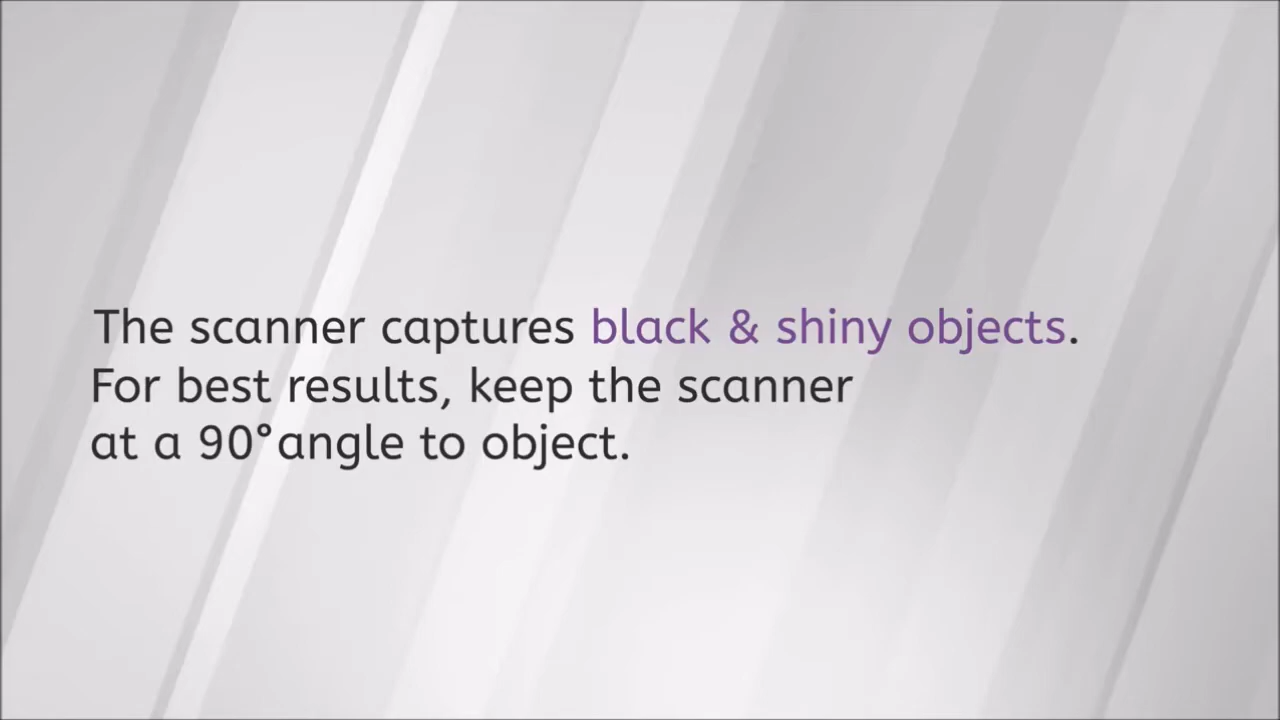 The scanner captures black & shiny objects.
For best results, keep the scanner
at a 90° angle to object.